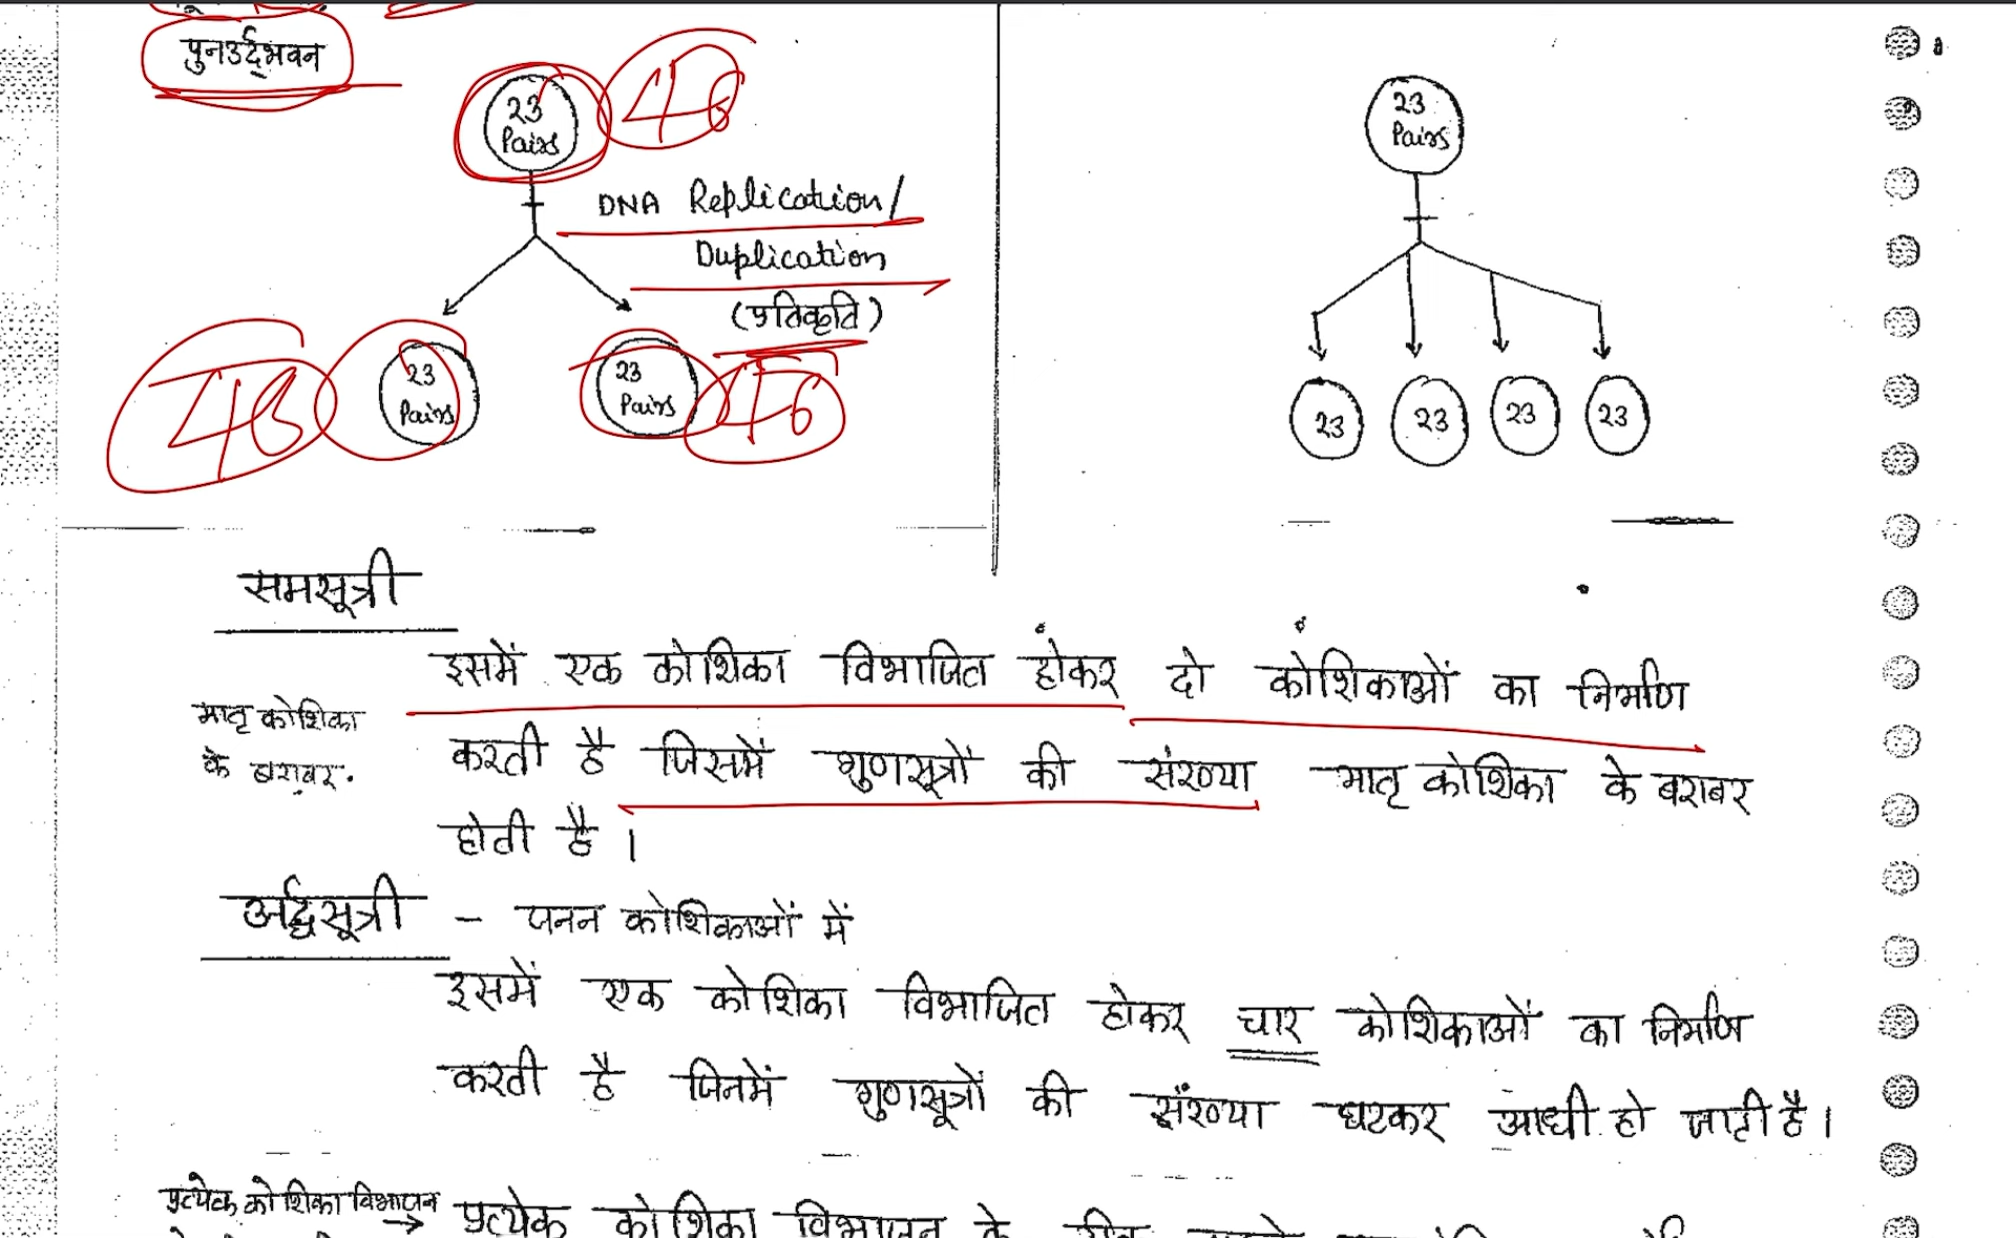 पुनउर्द्भवन
23
Pairs
46
DNA Replication/
Duplication
(प्रतिकृति)
46
23
Pairs
23
Pairs
46
23
Pairs
23
23
23
23
समसूत्री
इसमें एक कोशिका विभाजित होंकर दो कोंशिकाओं का निर्माण
मातृ कोशिका
के बराबर.
करती है जिसमें गुणसूत्रों की संख्या मातृ कोशिका के बराबर
होती है ।
अर्द्धसूत्री - जनन कोशिकाओं में
इसमें एक कोशिका विभाजित होकर चार कोशिकाओं का निर्माण
करती है जिनमें गुणसूत्रों की संख्या घटकर आधी हो जाती है ।
प्रत्येक कोशिका विभाजन →
प्रत्येक कोशिका विभाजन के